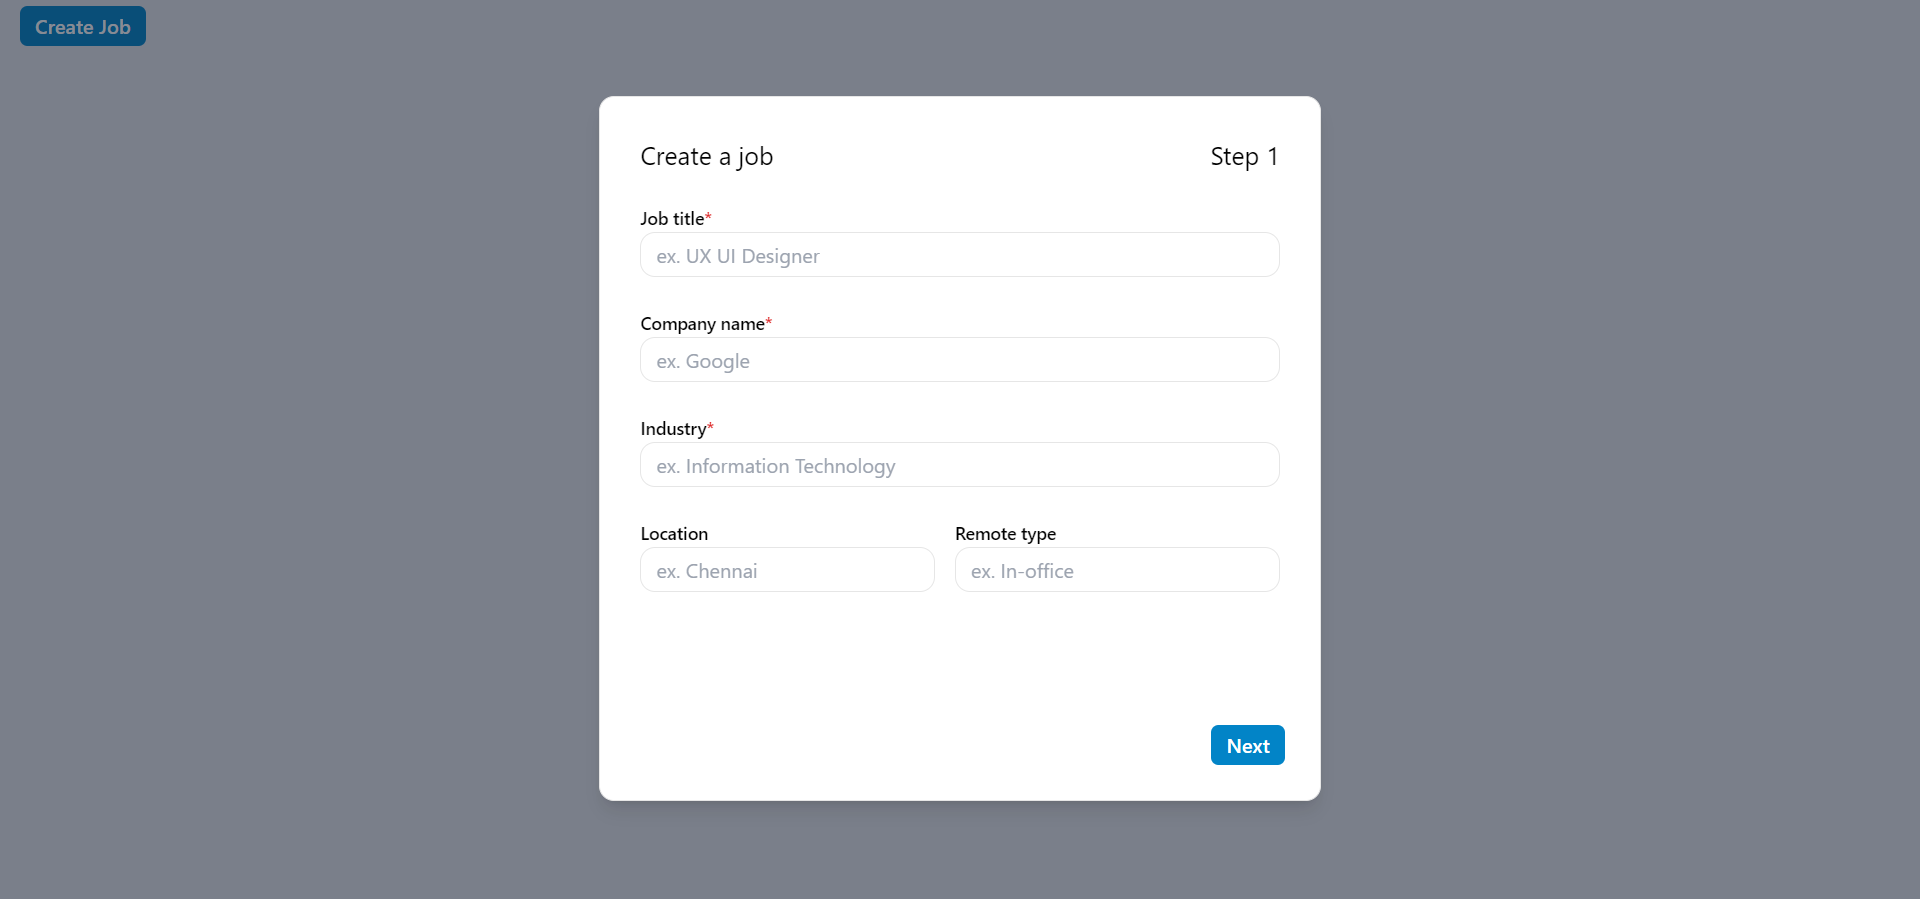 Create Job
Create a job Step 1
Job title*
ex. UX UI Designer
Company name*
ex. Google
Industry*
ex. Information Technology
Location Remote type
ex. Chennai ex. In-office
Next